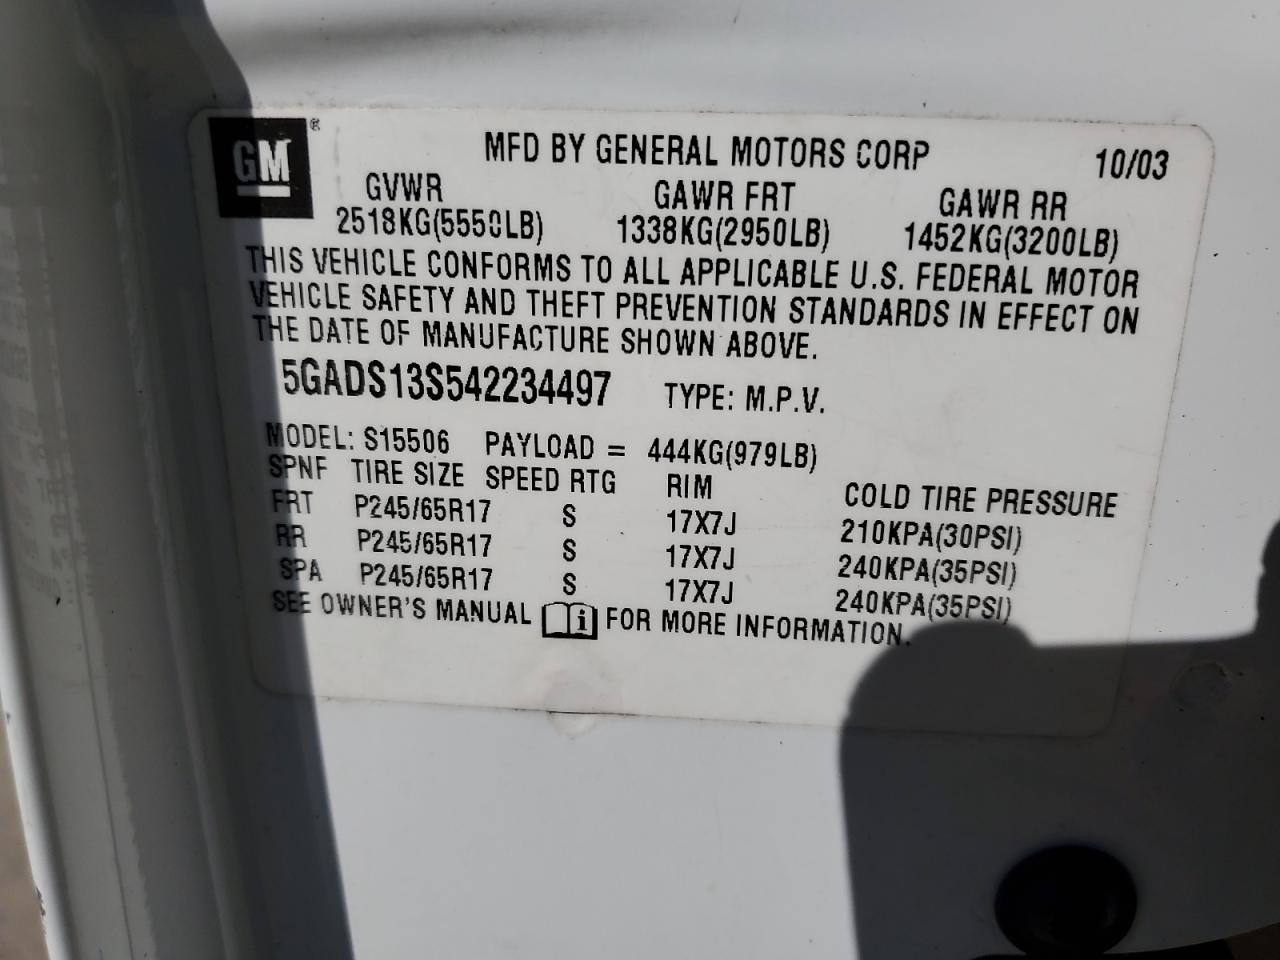 GM®
MFD BY GENERAL MOTORS CORP 10/03
GVWR GAWR FRT GAWR RR
2518KG(5550LB) 1338KG(2950LB) 1452KG(3200LB)
THIS VEHICLE CONFORMS TO ALL APPLICABLE U.S. FEDERAL MOTOR
VEHICLE SAFETY AND THEFT PREVENTION STANDARDS IN EFFECT ON
THE DATE OF MANUFACTURE SHOWN ABOVE.
5GADS13S542234497 TYPE: M.P.V.
MODEL: S15506 PAYLOAD = 444KG(979LB)
SPNF TIRE SIZE SPEED RTG RIM COLD TIRE PRESSURE
FRT P245/65R17 S 17X7J 210KPA(30PSI)
RR P245/65R17 S 17X7J 240KPA(35PSI)
SPA P245/65R17 S 17X7J 240KPA(35PSI)
SEE OWNER'S MANUAL i FOR MORE INFORMATION.